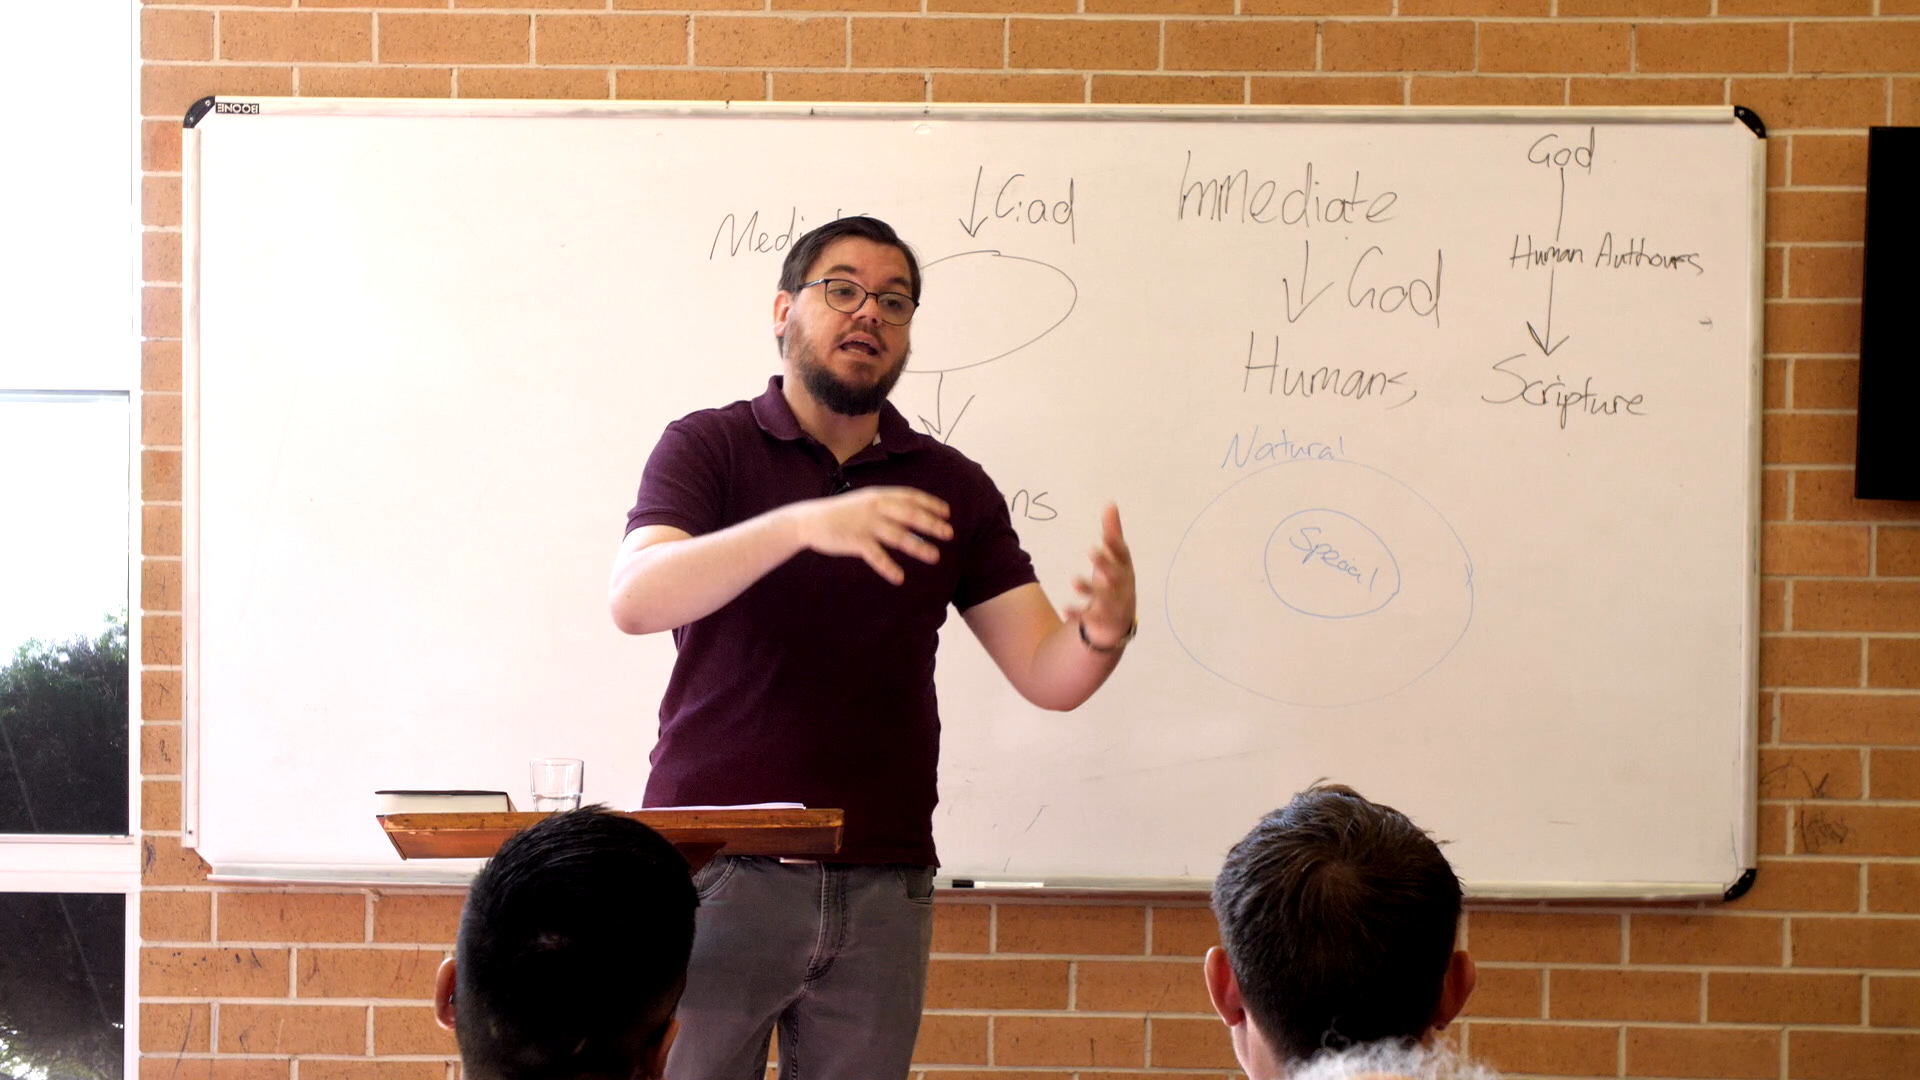 BOONE
God
Immediate
God
God
Humans,
Human Authours
Scripture
Natural
Special